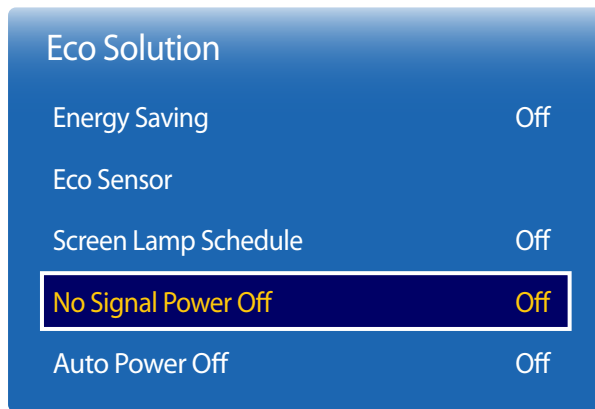 Eco Solution
Energy Saving Off
Eco Sensor
Screen Lamp Schedule Off
No Signal Power Off Off
Auto Power Off Off